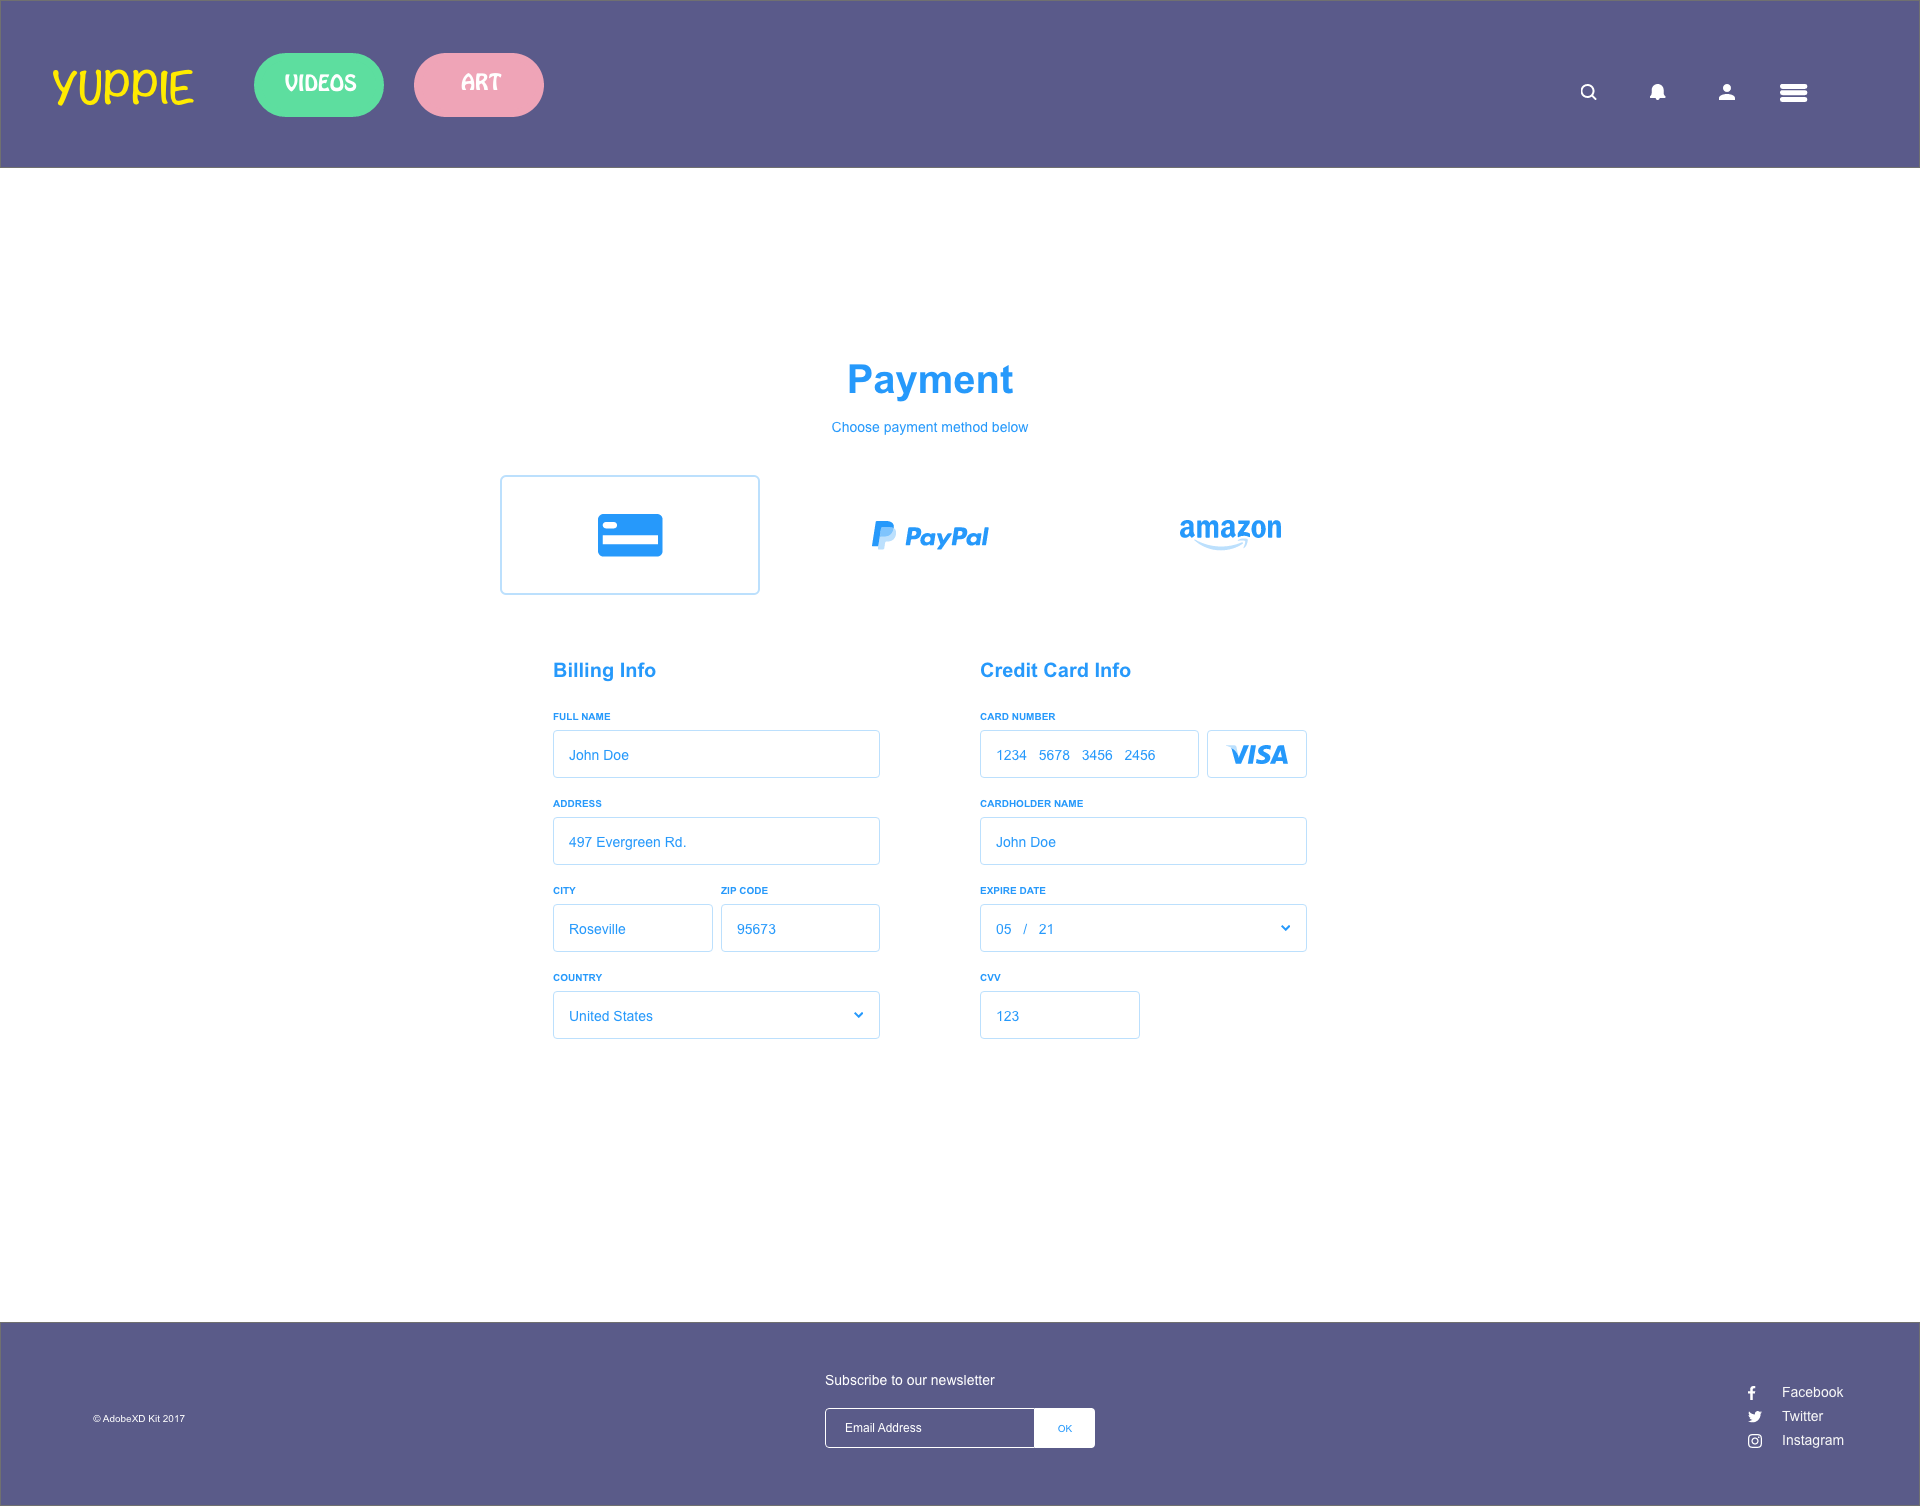 YUPPIE
VIDEOS
ART
Payment
Choose payment method below
PayPal
amazon
Billing Info
FULL NAME
John Doe
ADDRESS
497 Evergreen Rd.
CITY
ZIP CODE
Roseville
95673
COUNTRY
United States
Credit Card Info
CARD NUMBER
1234 5678 3456 2456
VISA
CARDHOLDER NAME
John Doe
EXPIRE DATE
05 / 21
CVV
123
© AdobeXD Kit 2017
Subscribe to our newsletter
Email Address
OK
Facebook
Twitter
Instagram